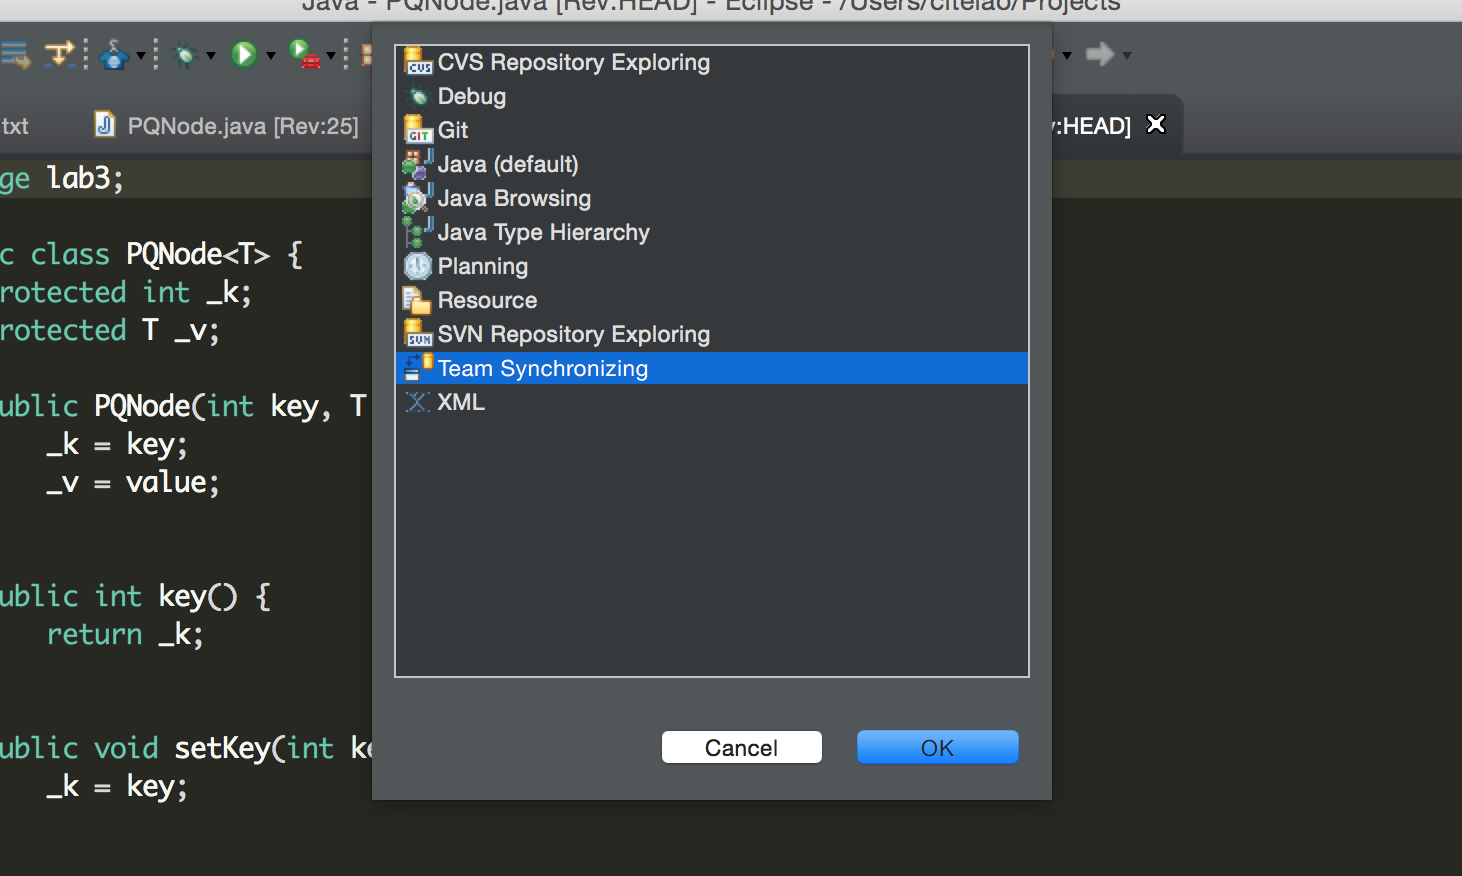 Java - PQNode.java [Rev:HEAD] - Eclipse - /Users/citelao/Projects
txt
PQNode.java [Rev:25]
:HEAD]
ge lab3;
c class PQNode<T> {
rotected int _k;
rotected T _v;
ublic PQNode(int key, T
_k = key;
_v = value;
ublic int key() {
return _k;
ublic void setKey(int ke
_k = key;
CVS Repository Exploring
Debug
GIT Git
Java (default)
Java Browsing
Java Type Hierarchy
Planning
Resource
SVN SVN Repository Exploring
Team Synchronizing
XML
Cancel
OK